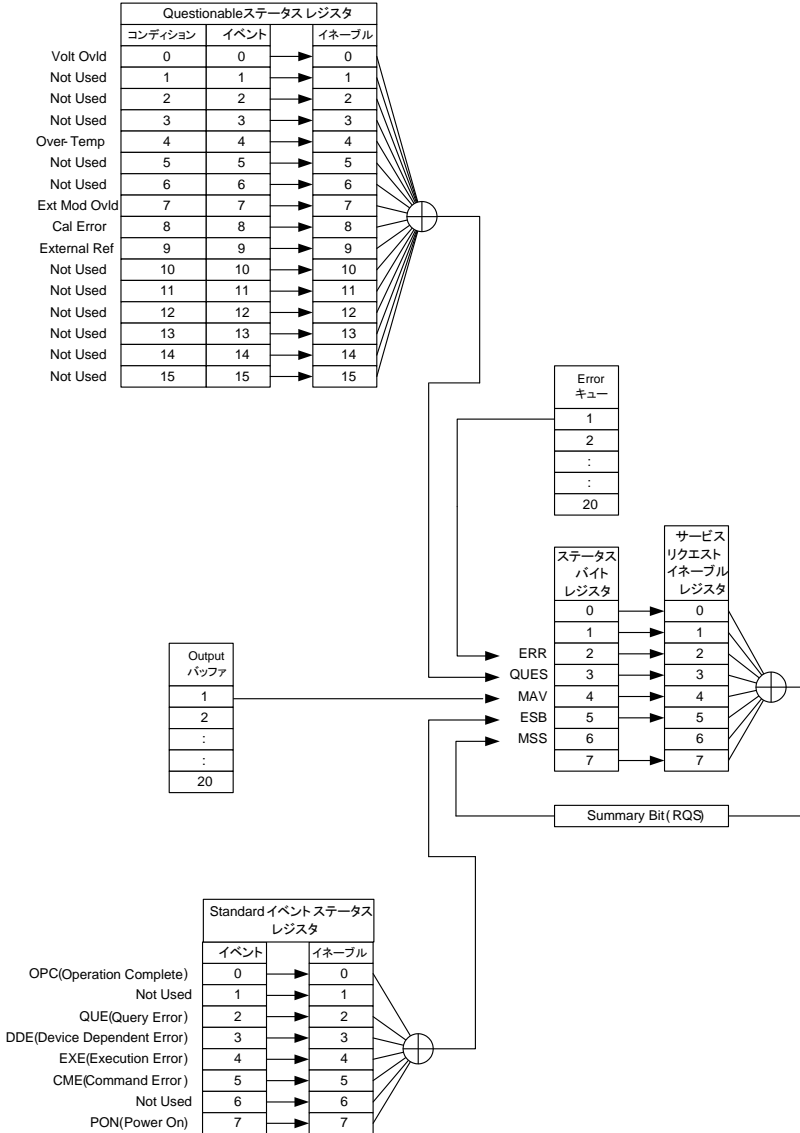 Questionableステータス レジスタ
コンディション イベント イネーブル
Volt Ovld 0 0 0
Not Used 1 1 1
Not Used 2 2 2
Not Used 3 3 3
Over-Temp 4 4 4
Not Used 5 5 5
Not Used 6 6 6
Ext Mod Ovld 7 7 7
Cal Error 8 8 8
External Ref 9 9 9
Not Used 10 10 10
Not Used 11 11 11
Not Used 12 12 12
Not Used 13 13 13
Not Used 14 14 14
Not Used 15 15 15
Error
キュー
1
2
:
:
20
ステータス
バイト
レジスタ
サービス
リクエスト
イネーブル
レジスタ
0 0
1 1
ERR 2 2
QUES 3 3
MAV 4 4
ESB 5 5
MSS 6 6
7 7
Output
バッファ
1
2
:
:
20
Summary Bit(RQS)
Standard イベント ステータス
レジスタ
イベント イネーブル
OPC(Operation Complete) 0 0
Not Used 1 1
QUE(Query Error) 2 2
DDE(Device Dependent Error) 3 3
EXE(Execution Error) 4 4
CME(Command Error) 5 5
Not Used 6 6
PON(Power On) 7 7